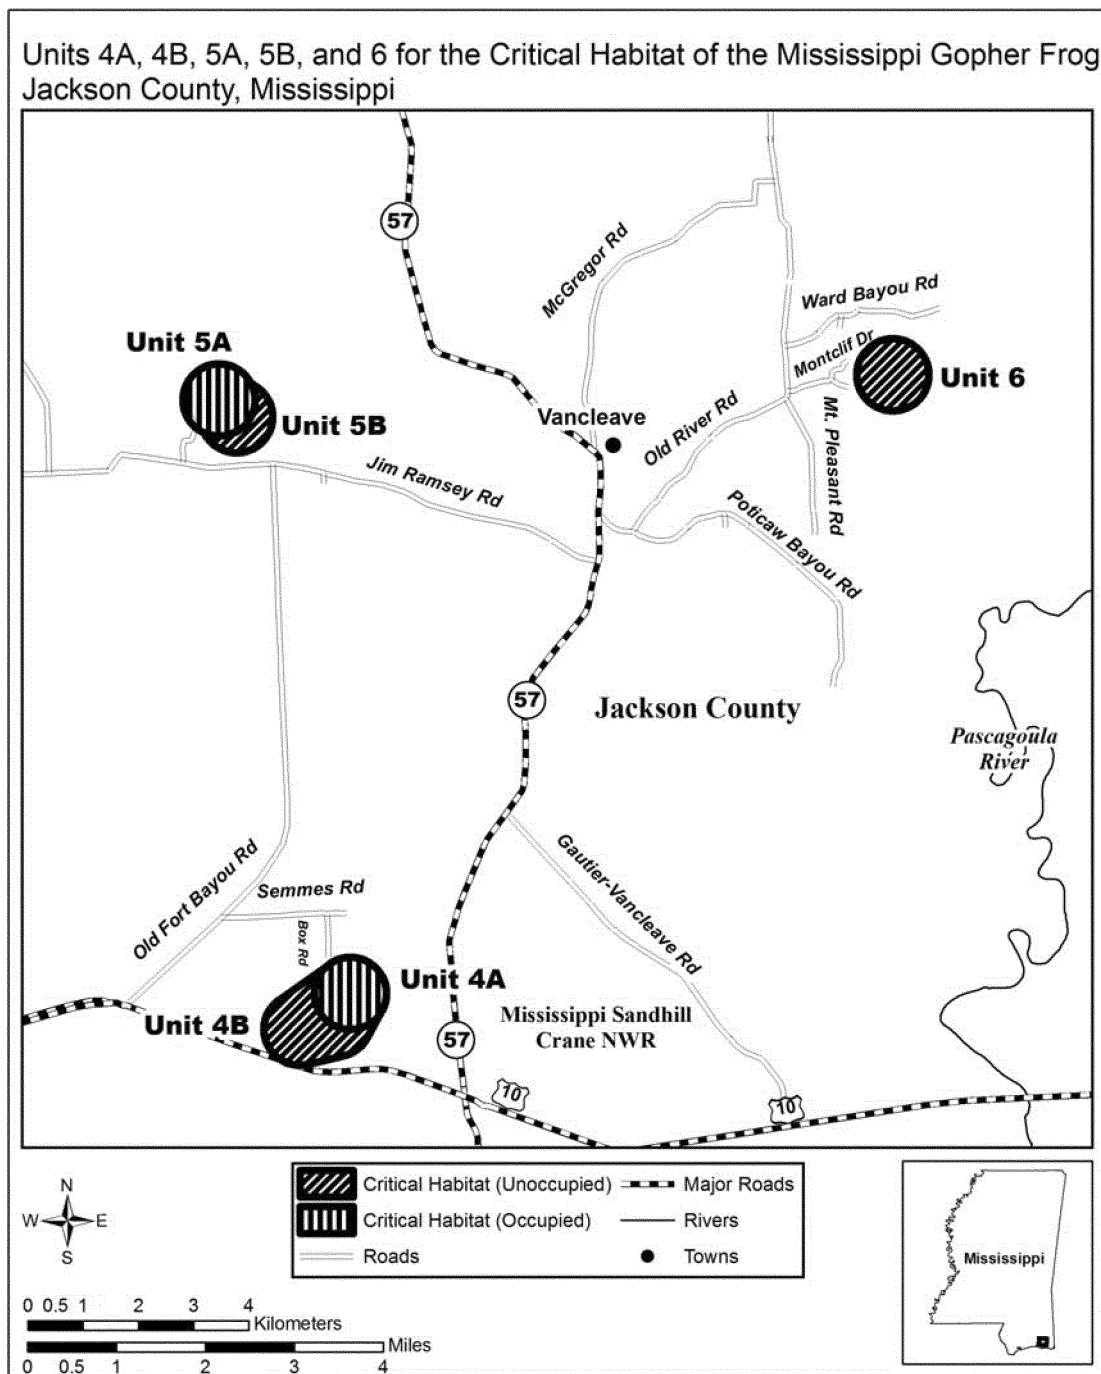 Units 4A, 4B, 5A, 5B, and 6 for the Critical Habitat of the Mississippi Gopher Frog
Jackson County, Mississippi
57
McGregor Rd
Ward Bayou Rd
Unit 5A
Montclif Dr
Unit 6
Vancleave
Old River Rd
Mt. Pleasant Rd
Unit 5B
Jim Ramsey Rd
Poticaw Bayou Rd
57
Jackson County
Pascagoula
River
Gautier-Vancleave Rd
Old Fort Bayou Rd
Semmes Rd
Box Rd
Unit 4A
Unit 4B
Mississippi Sandhill
Crane NWR
57
10
10
N
W E
S
Critical Habitat (Unoccupied)
Critical Habitat (Occupied)
Roads
Major Roads
Rivers
Towns
Mississippi
0 0.5 1 2 3 4
Kilometers
Miles
0 0.5 1 2 3 4